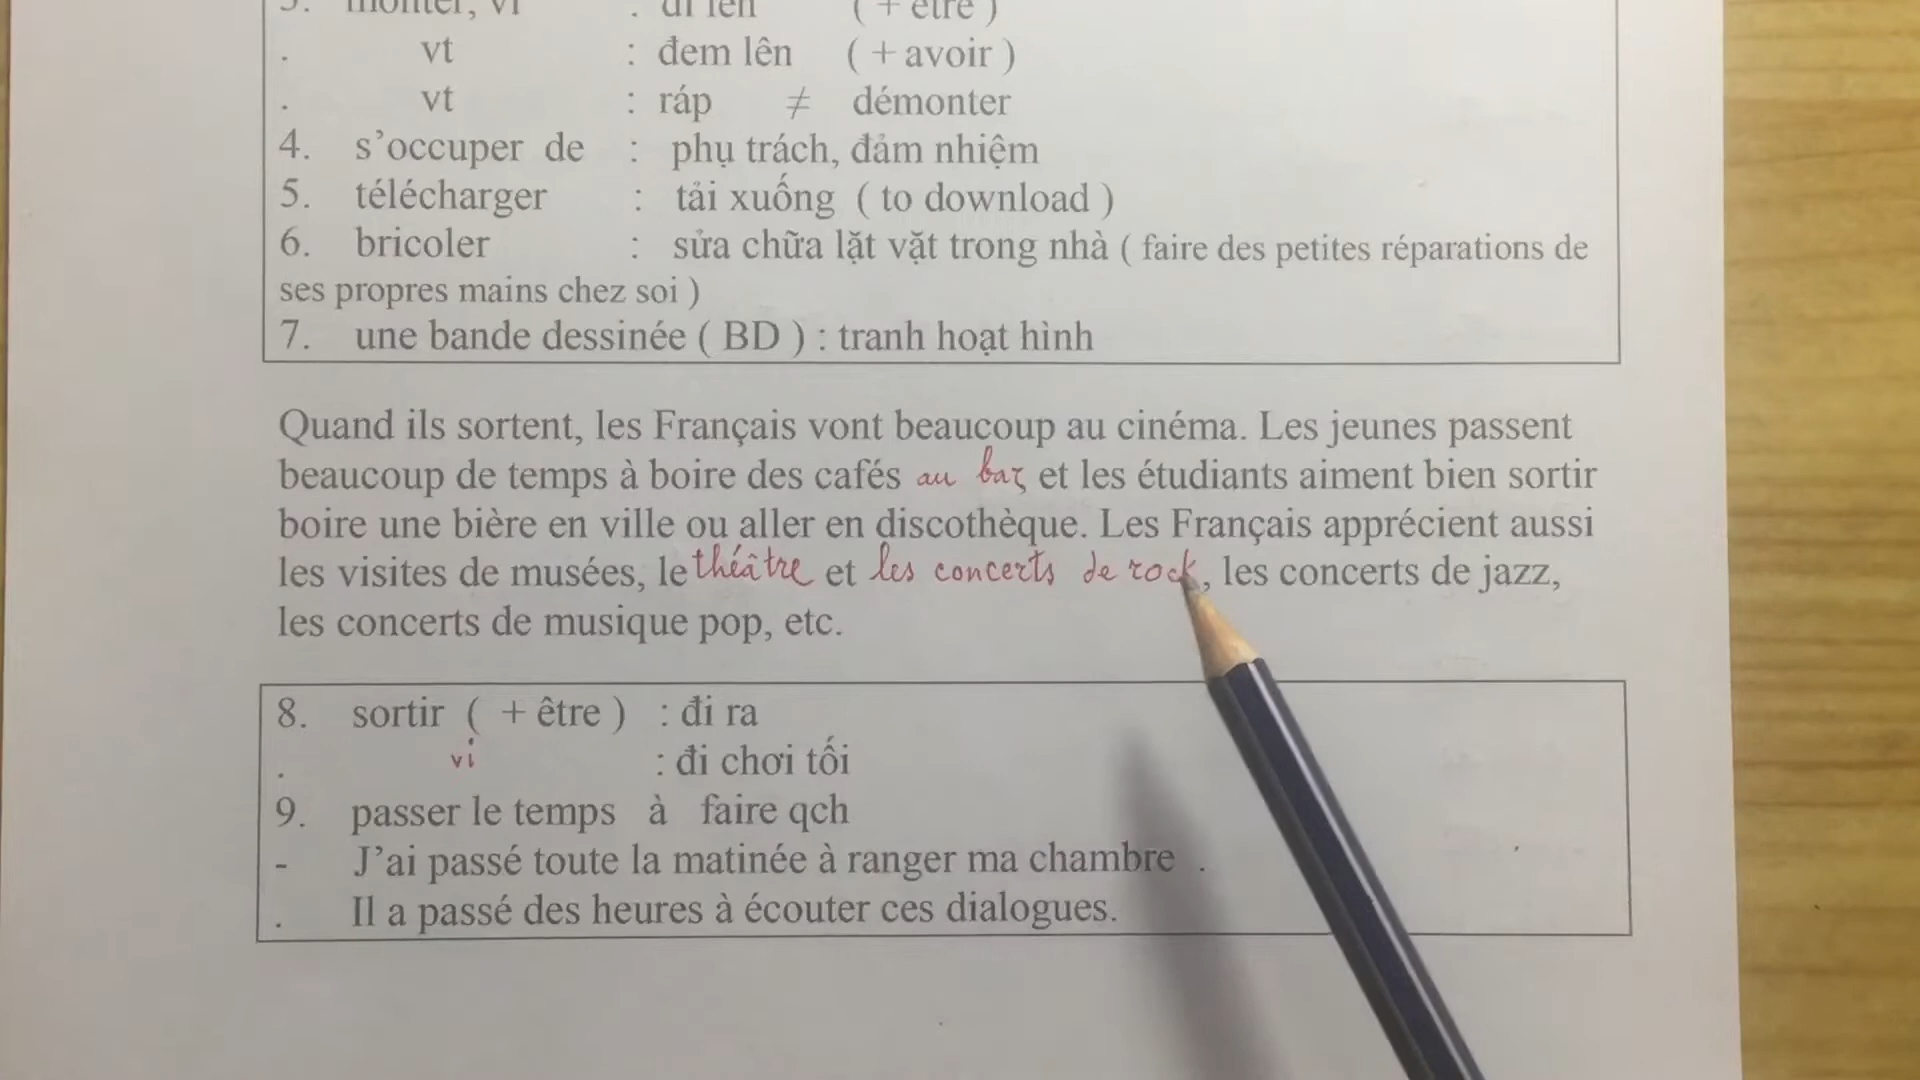 3. monter, vi : đi lên ( + être )
. vt : đem lên ( + avoir )
. vt : ráp ≠ démonter
4. s’occuper de : phụ trách, đảm nhiệm
5. télécharger : tải xuống ( to download )
6. bricoler : sửa chữa lặt vặt trong nhà ( faire des petites réparations de
ses propres mains chez soi )
7. une bande dessinée ( BD ) : tranh hoạt hình
Quand ils sortent, les Français vont beaucoup au cinéma. Les jeunes passent
beaucoup de temps à boire des cafés au bar et les étudiants aiment bien sortir
boire une bière en ville ou aller en discothèque. Les Français apprécient aussi
les visites de musées, le théâtre et les concerts de rock, les concerts de jazz,
les concerts de musique pop, etc.
8. sortir ( + être ) : đi ra
. vi : đi chơi tối
9. passer le temps à faire qch
- J’ai passé toute la matinée à ranger ma chambre .
. Il a passé des heures à écouter ces dialogues.